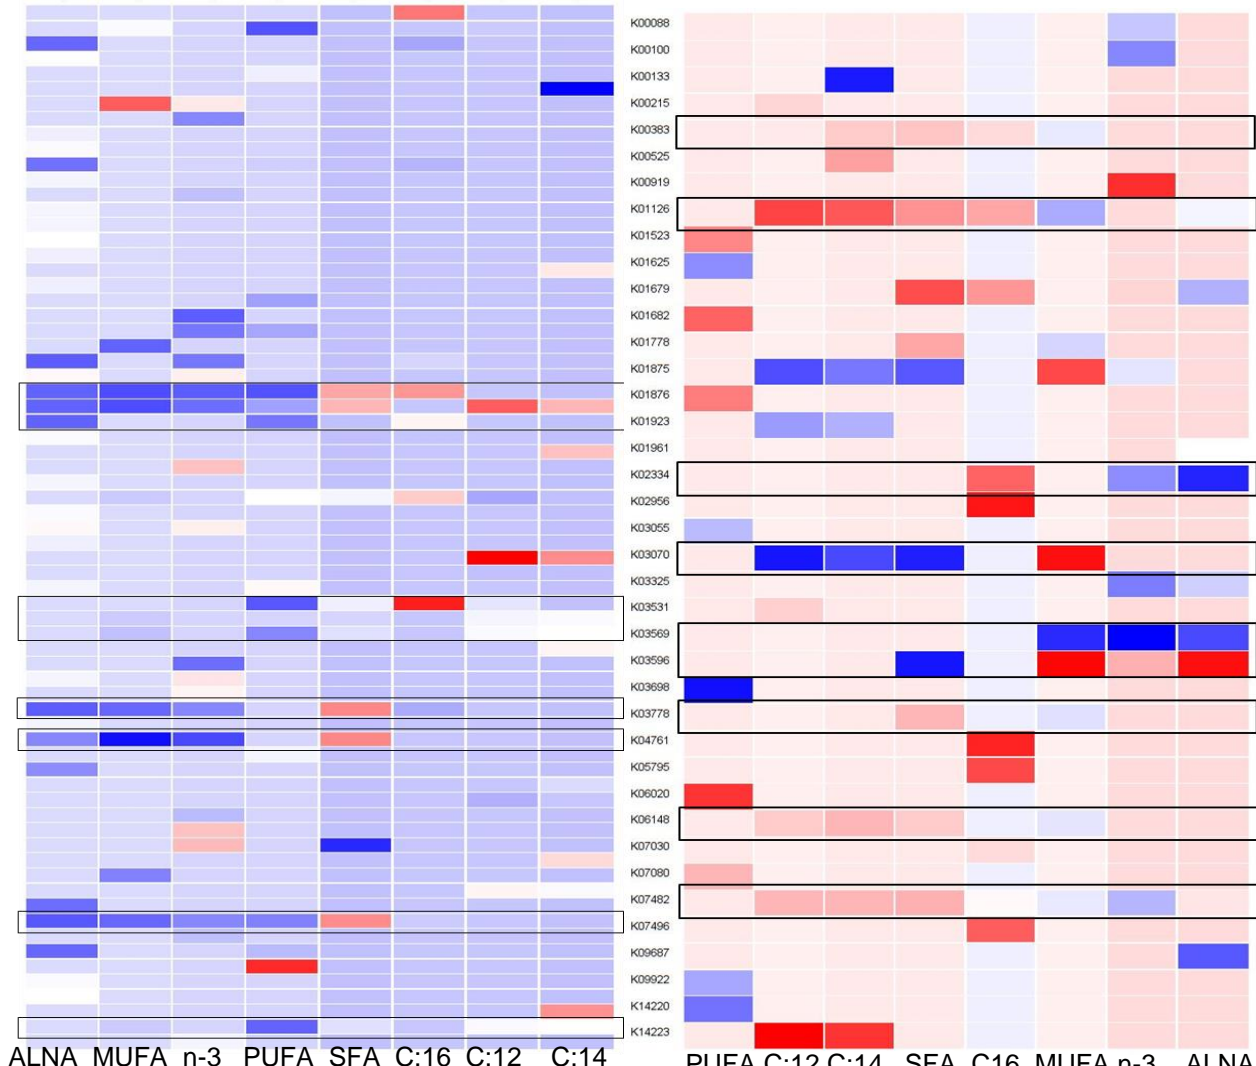 K00088
K00100
K00133
K00215
K00383
K00525
K00919
K01126
K01523
K01625
K01679
K01682
K01778
K01875
K01876
K01923
K01961
K02334
K02956
K03055
K03070
K03325
K03531
K03569
K03596
K03698
K03778
K04761
K05795
K06020
K06148
K07030
K07080
K07482
K07496
K09687
K09922
K14220
K14223
ALNA MUFA n-3 PUFA SFA C:16 C:12 C:14
PUFA C:12 C:14 SFA C16 MUFA n-3 ALNA